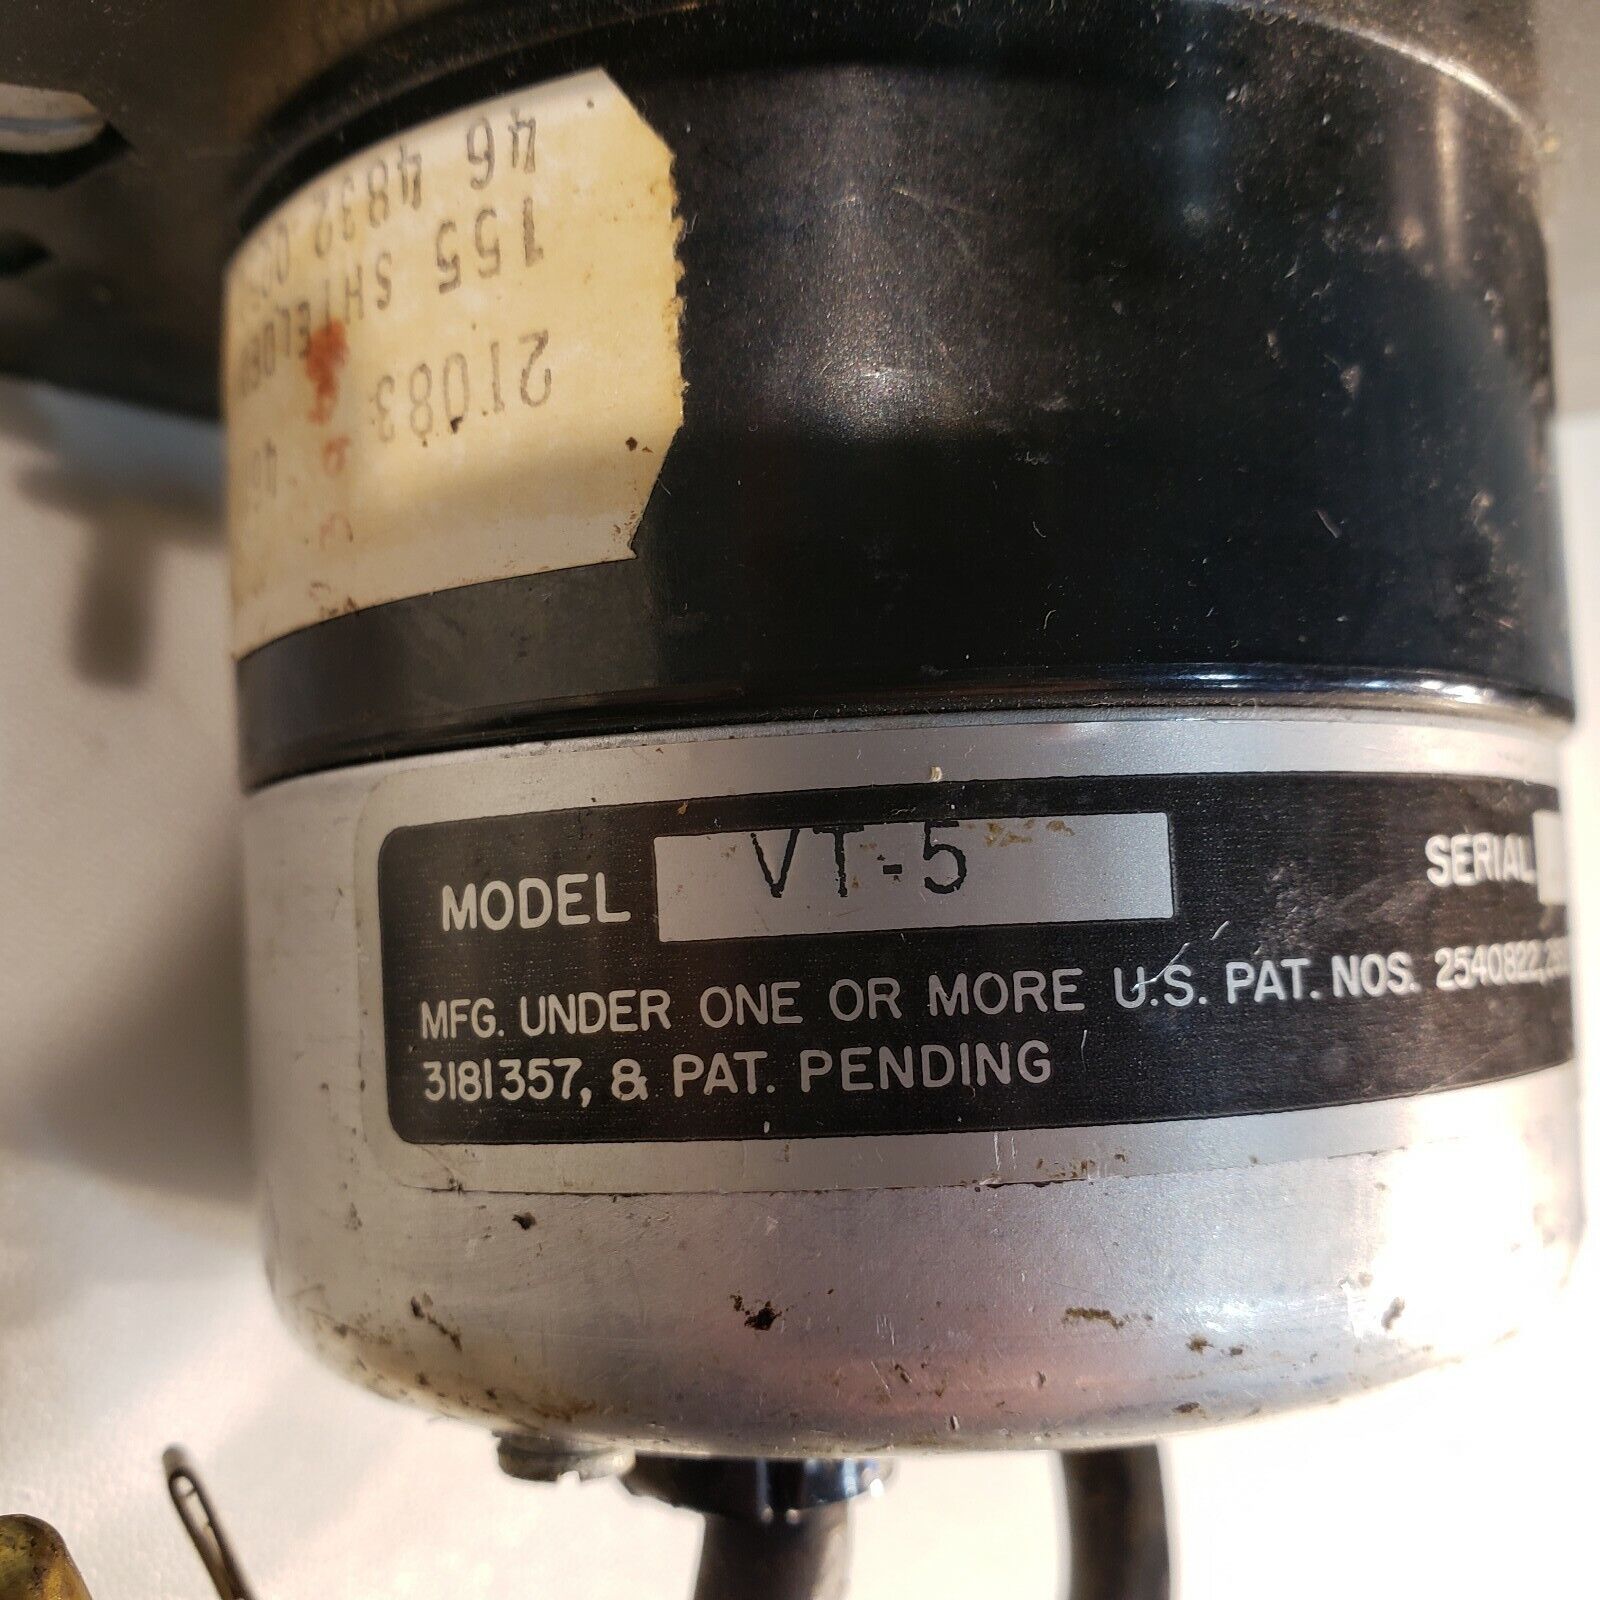 46 4832
155
21083
46
MODEL VT-5 SERIAL
MFG. UNDER ONE OR MORE U.S. PAT. NOS. 2540822,
3181357, & PAT. PENDING